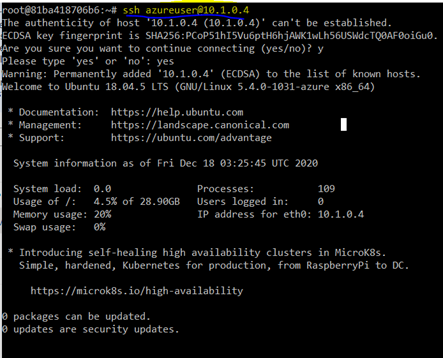 root@81ba418706b6:~# ssh azureuser@10.1.0.4
The authenticity of host '10.1.0.4 (10.1.0.4)' can't be established.
ECDSA key fingerprint is SHA256:PCoP51hI5Vu6ptH6hjAWK1wLh56USWdcTQ0AF0oiGu0.
Are you sure you want to continue connecting (yes/no)? y
Please type 'yes' or 'no': yes
Warning: Permanently added '10.1.0.4' (ECDSA) to the list of known hosts.
Welcome to Ubuntu 18.04.5 LTS (GNU/Linux 5.4.0-1031-azure x86_64)
* Documentation: https://help.ubuntu.com
* Management: https://landscape.canonical.com
* Support: https://ubuntu.com/advantage
System information as of Fri Dec 18 03:25:45 UTC 2020
System load: 0.0 Processes: 109
Usage of /: 4.5% of 28.90GB Users logged in: 0
Memory usage: 20% IP address for eth0: 10.1.0.4
Swap usage: 0%
* Introducing self-healing high availability clusters in MicroK8s.
Simple, hardened, Kubernetes for production, from RaspberryPi to DC.
https://microk8s.io/high-availability
0 packages can be updated.
0 updates are security updates.